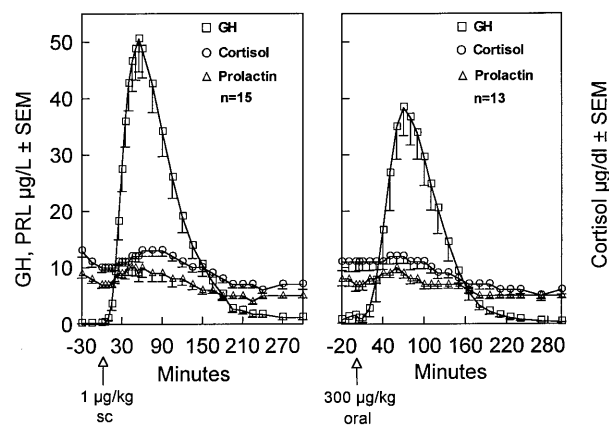 GH
Cortisol
Prolactin
n=15
GH, PRL µg/L ± SEM
50
40
30
20
10
0
-30 30 90 150 210 270
Minutes
1 µg/kg
sc
GH
Cortisol
Prolactin
n=13
-20 40 100 160 220 280
Minutes
300 µg/kg
oral
Cortisol µg/dl ± SEM